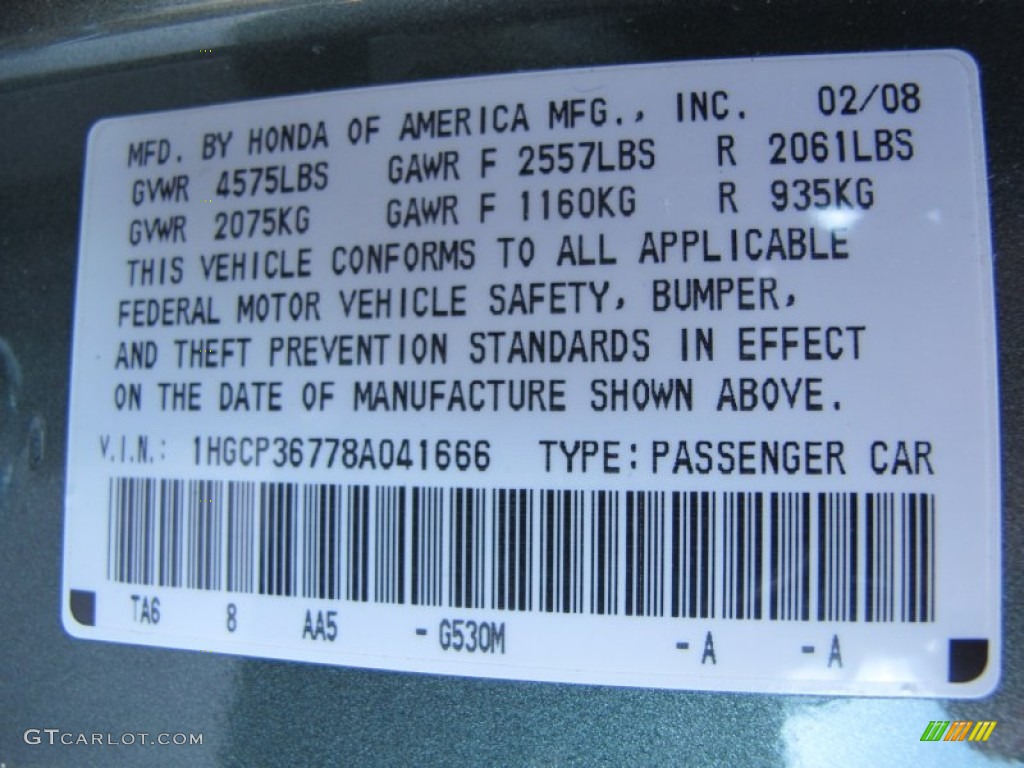 MFD. BY HONDA OF AMERICA MFG., INC. 02/08
GVWR 4575LBS GAWR F 2557LBS R 2061LBS
GVWR 2075KG GAWR F 1160KG R 935KG
THIS VEHICLE CONFORMS TO ALL APPLICABLE
FEDERAL MOTOR VEHICLE SAFETY, BUMPER,
AND THEFT PREVENTION STANDARDS IN EFFECT
ON THE DATE OF MANUFACTURE SHOWN ABOVE.
V.I.N.: 1HGCP36778A041666 TYPE: PASSENGER CAR
TA6 8 AA5 -G530M -A -A
GTCARLOT.COM